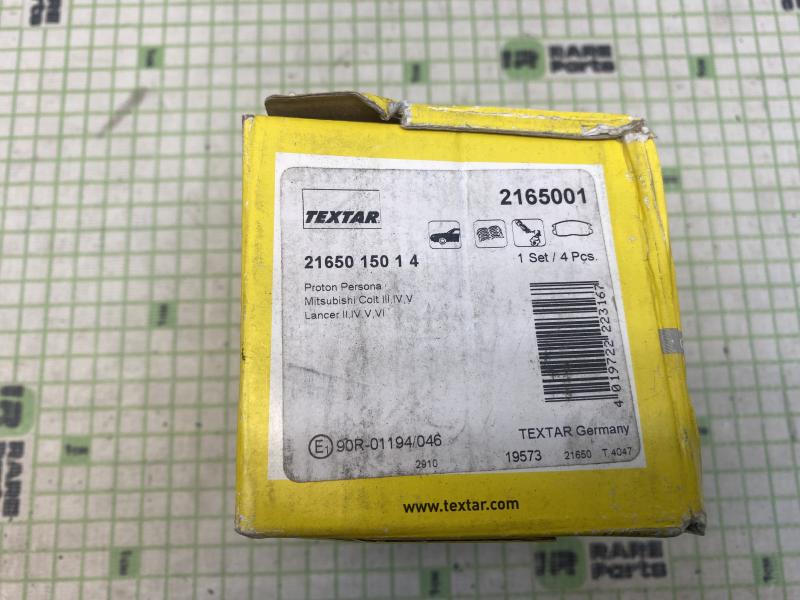 RARE
Parts
TEXTAR
2165001
21650 150 1 4
1 Set / 4 Pcs.
Proton Persona
Mitsubishi Colt III,IV,V
Lancer II,IV,V,VI
4 019722 223167
E1 90R-01194/046
TEXTAR Germany
2910
19573 21650 T.4047
www.textar.com
RARE
Parts
RARE
Parts